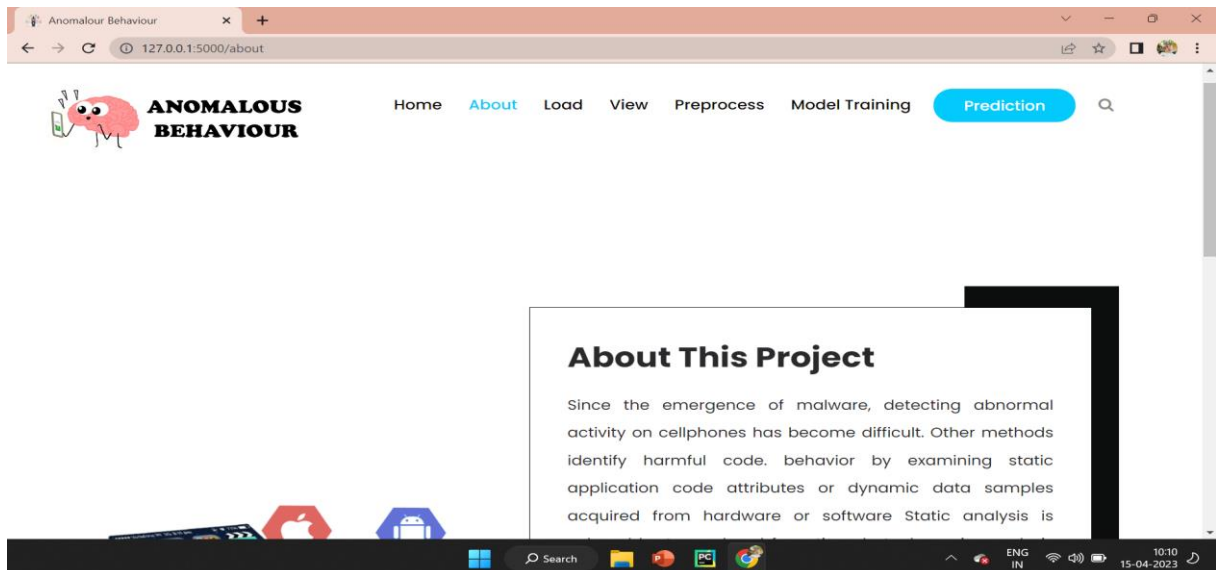 Anomalour Behaviour
127.0.0.1:5000/about
ANOMALOUS
BEHAVIOUR
Home About Load View Preprocess Model Training Prediction
About This Project
Since the emergence of malware, detecting abnormal
activity on cellphones has become difficult. Other methods
identify harmful code. behavior by examining static
application code attributes or dynamic data samples
acquired from hardware or software Static analysis is
Search
PC
ENG
IN
10:10
15-04-2023